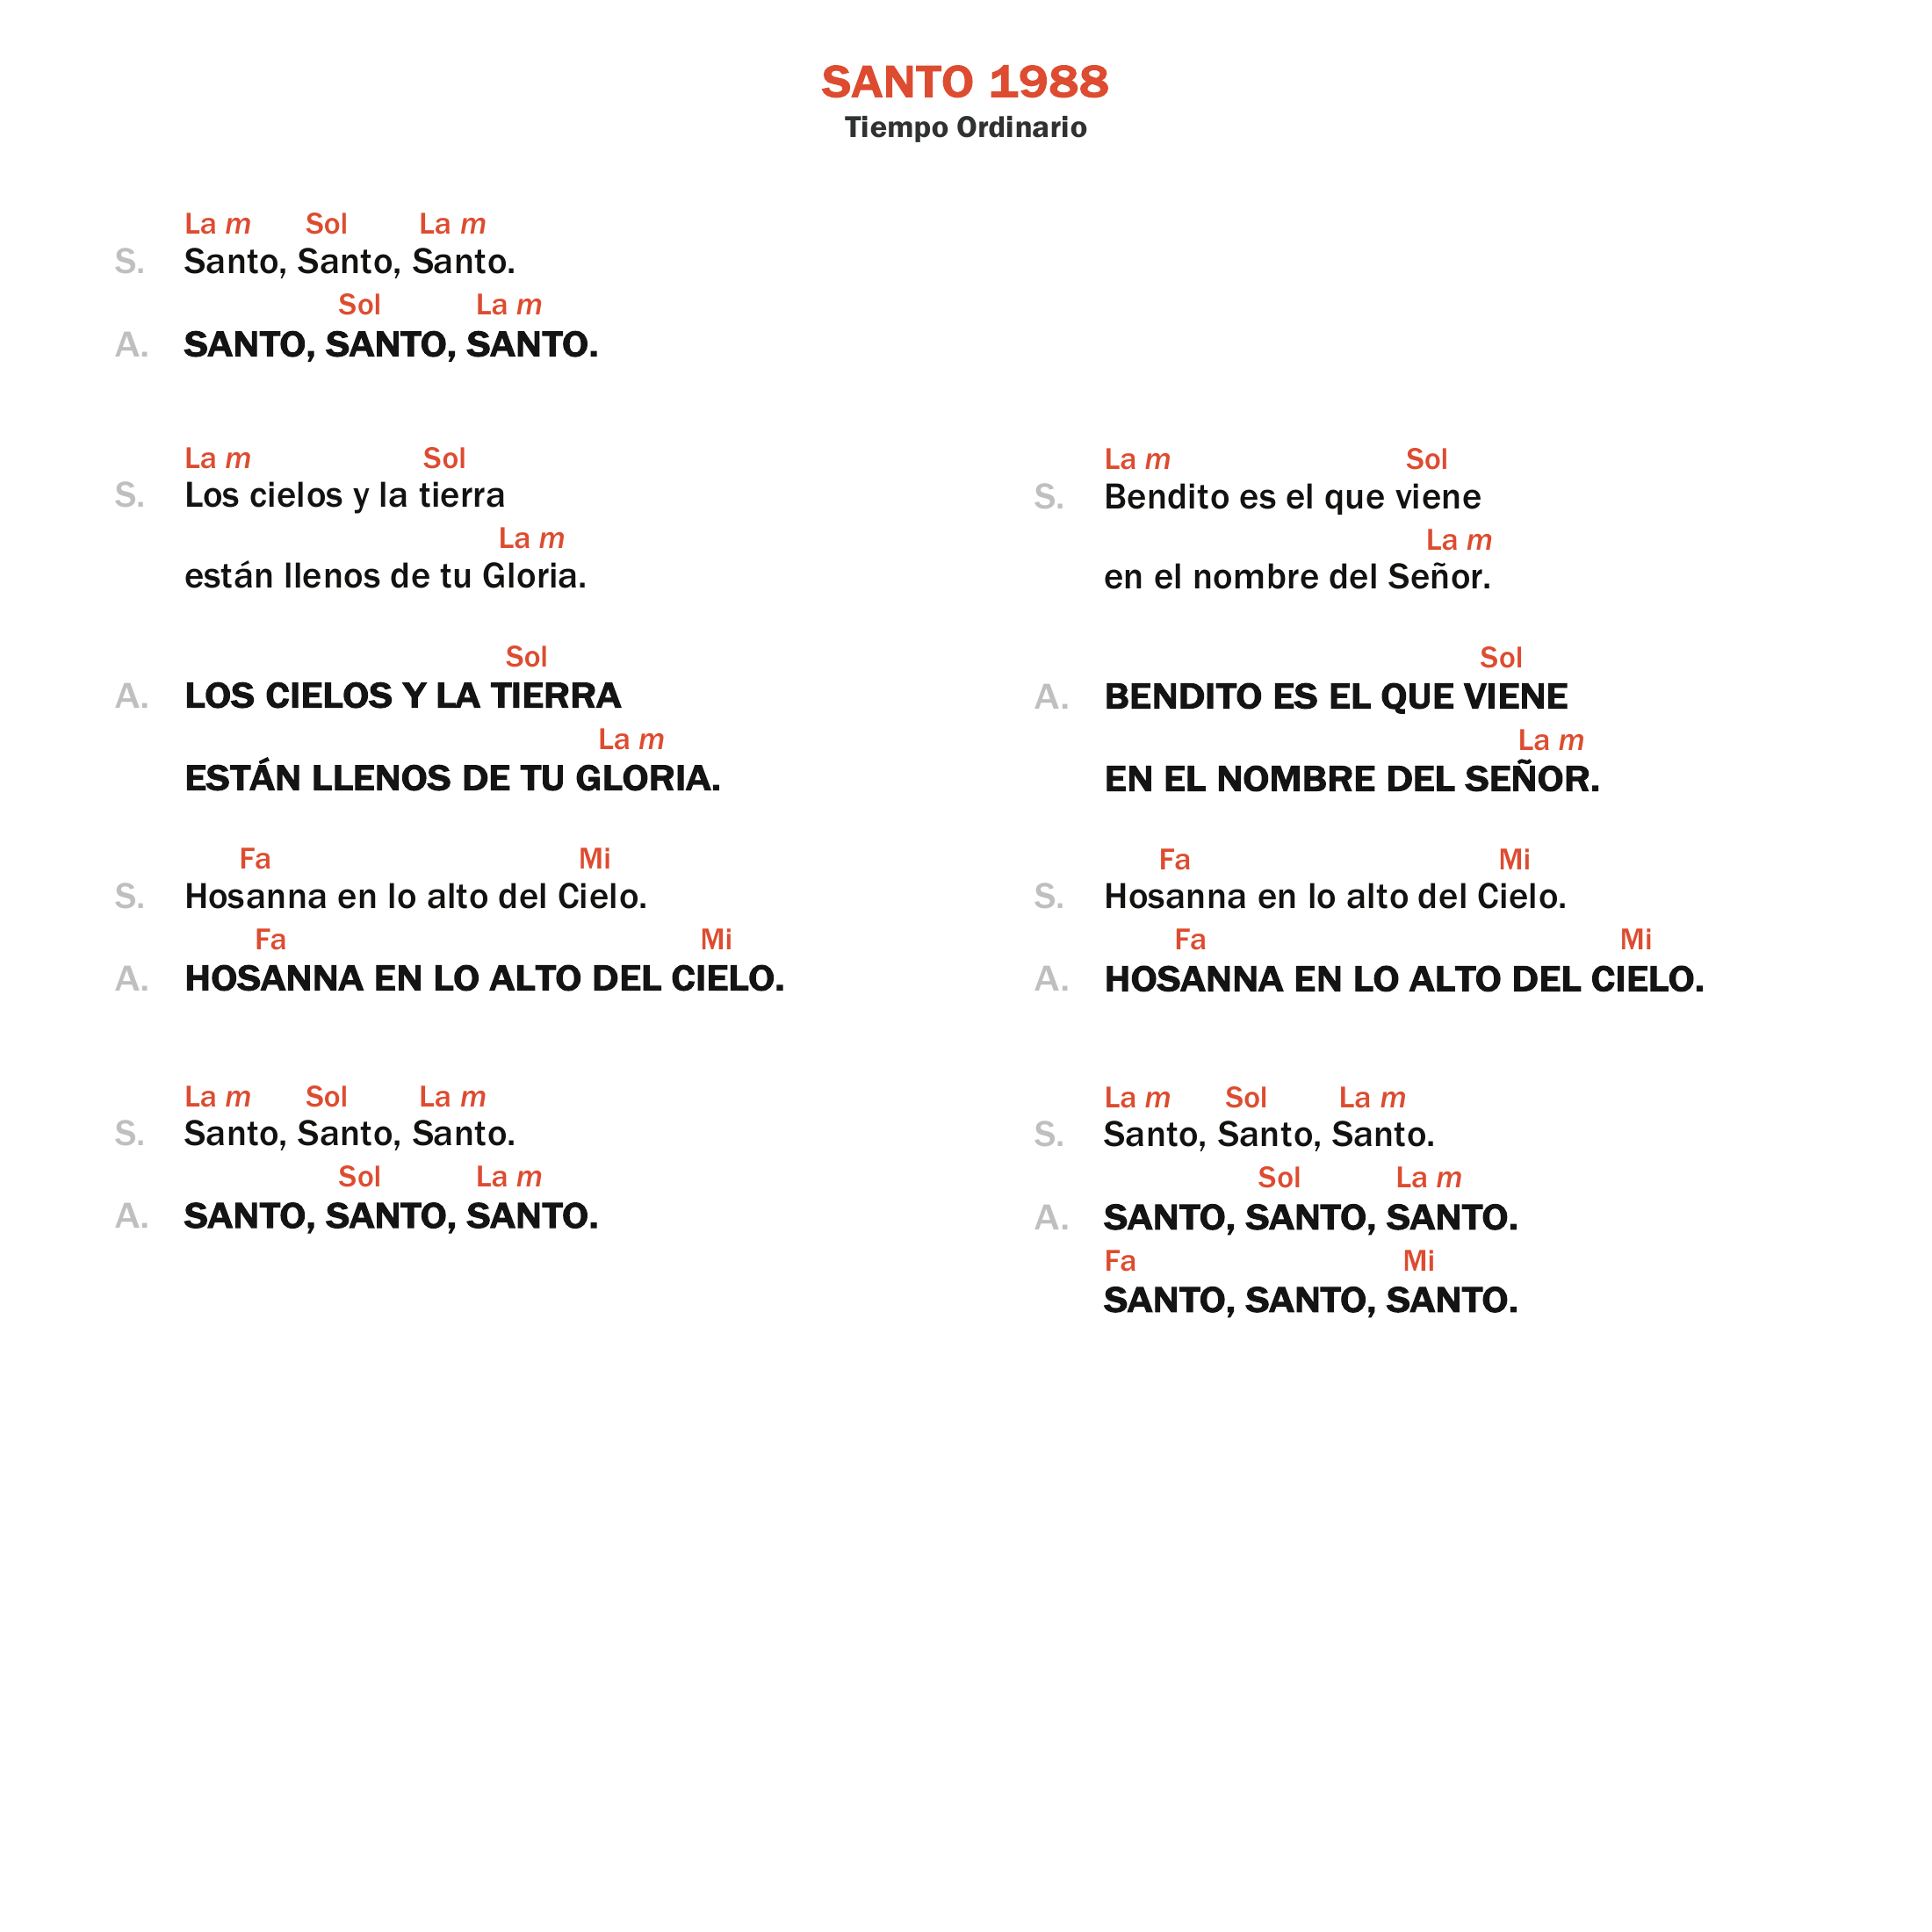 SANTO 1988
Tiempo Ordinario
La m Sol La m
S. Santo, Santo, Santo.
Sol La m
A. SANTO, SANTO, SANTO.
La m Sol
S. Los cielos y la tierra
La m
están llenos de tu Gloria.
Sol
A. LOS CIELOS Y LA TIERRA
La m
ESTÁN LLENOS DE TU GLORIA.
Fa Mi
S. Hosanna en lo alto del Cielo.
Fa Mi
A. HOSANNA EN LO ALTO DEL CIELO.
La m Sol La m
S. Santo, Santo, Santo.
Sol La m
A. SANTO, SANTO, SANTO.
La m Sol
S. Bendito es el que viene
La m
en el nombre del Señor.
Sol
A. BENDITO ES EL QUE VIENE
La m
EN EL NOMBRE DEL SEÑOR.
Fa Mi
S. Hosanna en lo alto del Cielo.
Fa Mi
A. HOSANNA EN LO ALTO DEL CIELO.
La m Sol La m
S. Santo, Santo, Santo.
Sol La m
A. SANTO, SANTO, SANTO.
Fa Mi
SANTO, SANTO, SANTO.